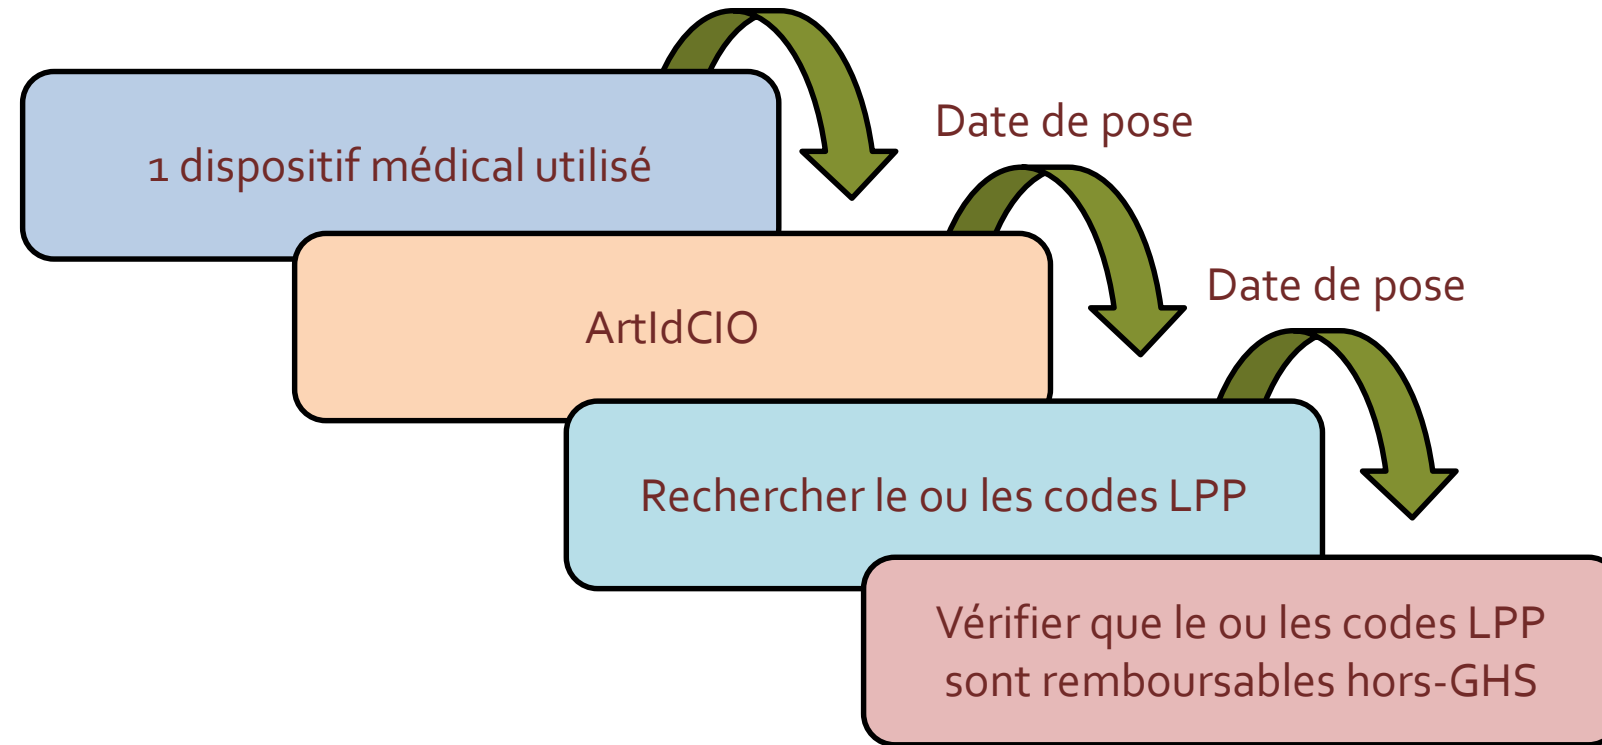 Date de pose
1 dispositif médical utilisé
Date de pose
ArtIdCIO
Rechercher le ou les codes LPP
Vérifier que le ou les codes LPP
sont remboursables hors-GHS